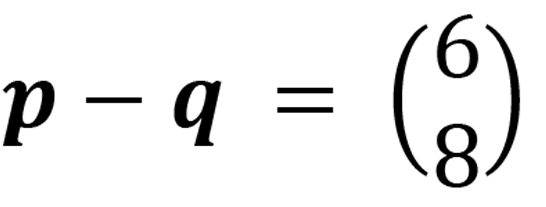 p − q = (6
8)